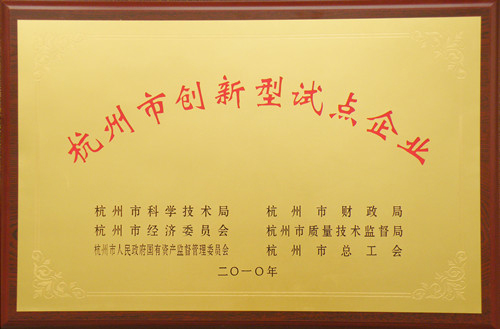 杭州市创新型试点企业
杭州市科学技术局 杭州市财政局
杭州市经济委员会 杭州市质量技术监督局
杭州市人民政府国有资产监督管理委员会 杭州市总工会
二〇一〇年